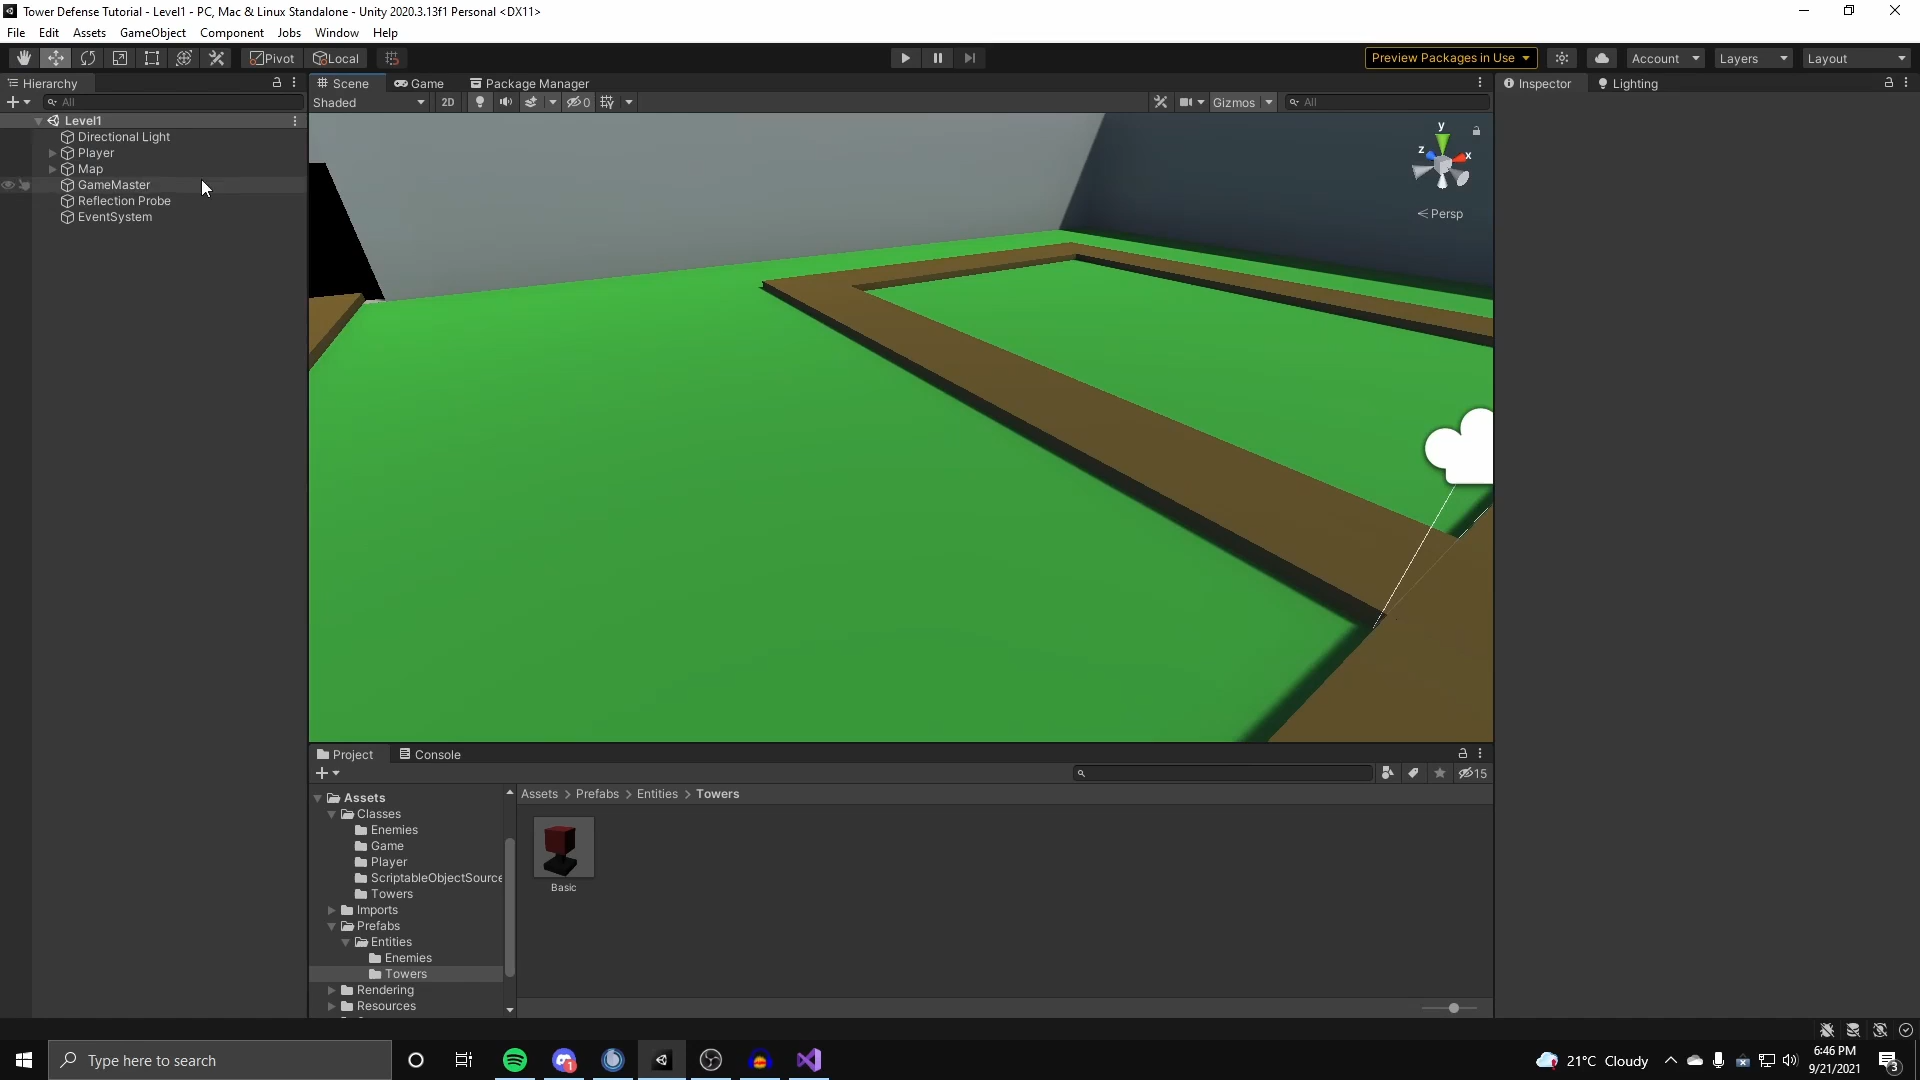 Tower Defense Tutorial - Level1 - PC, Mac & Linux Standalone - Unity 2020.3.13f1 Personal <DX11>
File Edit Assets GameObject Component Jobs Window Help
Pivot Local Preview Packages in Use Account Layers Layout
Hierarchy Scene Game Package Manager Inspector Lighting
All Shaded 2D 0 Gizmos All
Level1
Directional Light
Player
Map
GameMaster
Reflection Probe
EventSystem
y
z x
Persp
Project Console
15
Assets
Classes
Enemies
Game
Player
ScriptableObjectSource
Towers
Imports
Prefabs
Entities
Enemies
Towers
Rendering
Resources
Assets > Prefabs > Entities > Towers
Basic
Type here to search
1
21°C Cloudy
6:46 PM
9/21/2021
3